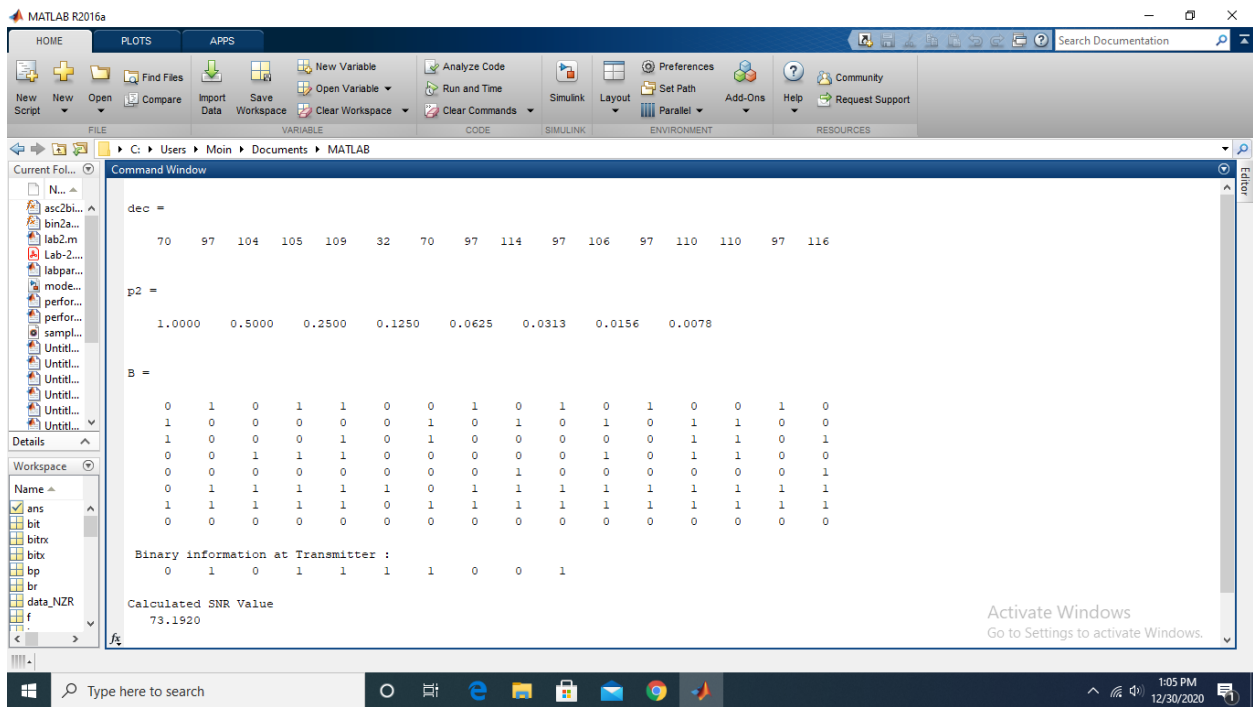 MATLAB R2016a
HOME PLOTS APPS Search Documentation
New Script New Open Find Files Compare Import Data Save Workspace New Variable Open Variable Clear Workspace Analyze Code Run and Time Clear Commands Simulink Layout Preferences Set Path Parallel Add-Ons Help Community Request Support
FILE VARIABLE CODE SIMULINK ENVIRONMENT RESOURCES
C: Users Moin Documents MATLAB
Current Fol...
N...
asc2bi...
bin2a...
lab2.m
Lab-2....
labpar...
mode...
perfor...
perfor...
sampl...
Untitl...
Untitl...
Untitl...
Untitl...
Untitl...
Untitl...
Details
Workspace
Name
ans
bit
bitrx
bitx
bp
br
data_NZR
f
Command Window
dec =
70 97 104 105 109 32 70 97 114 97 106 97 110 110 97 116
p2 =
1.0000 0.5000 0.2500 0.1250 0.0625 0.0313 0.0156 0.0078
B =
0 1 0 1 1 0 0 1 0 1 0 1 0 0 1 0
1 0 0 0 0 0 1 0 1 0 1 0 1 1 0 0
1 0 0 0 1 0 1 0 0 0 0 0 1 1 0 1
0 0 1 1 1 0 0 0 0 0 1 0 1 1 0 0
0 0 0 0 0 0 0 0 1 0 0 0 0 0 0 1
0 1 1 1 1 1 0 1 1 1 1 1 1 1 1 1
1 1 1 1 1 0 1 1 1 1 1 1 1 1 1 1
0 0 0 0 0 0 0 0 0 0 0 0 0 0 0 0
Binary information at Transmitter :
0 1 0 1 1 1 1 0 0 1
Calculated SNR Value
73.1920
fx
Editor
Activate Windows
Go to Settings to activate Windows.
Type here to search
1:05 PM
12/30/2020